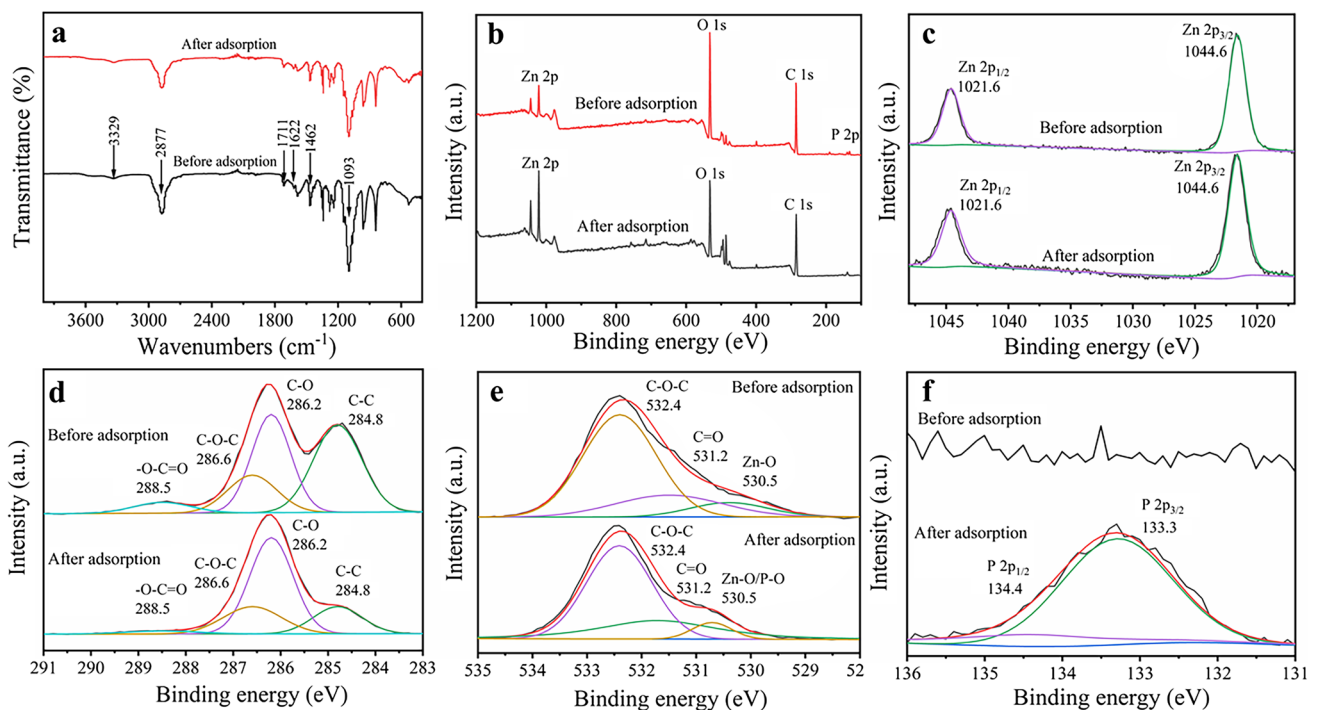 a
After adsorption
Before adsorption
3329
2877
1711
1622
1462
1093
Transmittance (%)
3600 3000 2400 1800 1200 600
Wavenumbers (cm⁻¹)
b
O 1s
Zn 2p
C 1s
Before adsorption
P 2p
Zn 2p
O 1s
C 1s
After adsorption
Intensity (a.u.)
1200 1000 800 600 400 200
Binding energy (eV)
c
Zn 2p3/2
1044.6
Zn 2p1/2
1021.6
Before adsorption
Zn 2p3/2
1044.6
Zn 2p1/2
1021.6
After adsorption
Intensity (a.u.)
1045 1040 1035 1030 1025 1020
Binding energy (eV)
d
C-O
286.2
C-C
284.8
Before adsorption
C-O-C
286.6
-O-C=O
288.5
C-O
286.2
After adsorption
C-O-C
286.6
C-C
284.8
-O-C=O
288.5
Intensity (a.u.)
291 290 289 288 287 286 285 284 283
Binding energy (eV)
e
C-O-C
532.4
Before adsorption
C=O
531.2
Zn-O
530.5
After adsorption
C-O-C
532.4
C=O
531.2
Zn-O/P-O
530.5
Intensity (a.u.)
535 534 533 532 531 530 529 52
Binding energy (eV)
f
Before adsorption
P 2p3/2
133.3
After adsorption
P 2p1/2
134.4
Intensity (a.u.)
136 135 134 133 132 131
Binding energy (eV)